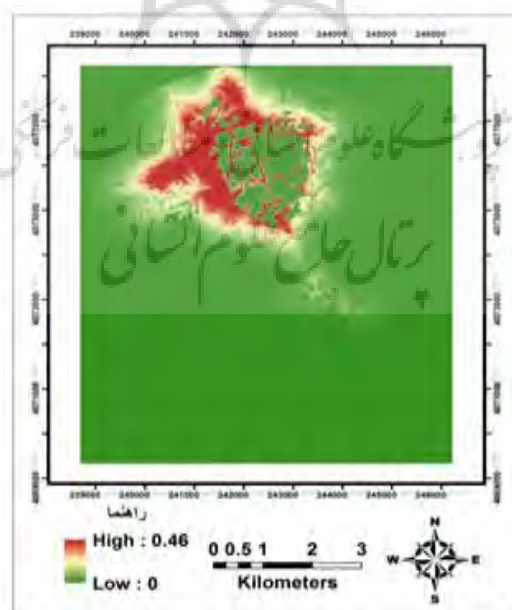 239000 240000 241000 242000 243000 244000 245000 246000
پژوهشگاه علوم انسانی و مطالعات فرهنگی
پرتال جامع علوم انسانی
239000 240000 241000 242000 243000 244000 245000 246000
راهنما
High : 0.46
Low : 0
0 0.5 1 2 3
Kilometers
N
W E
S